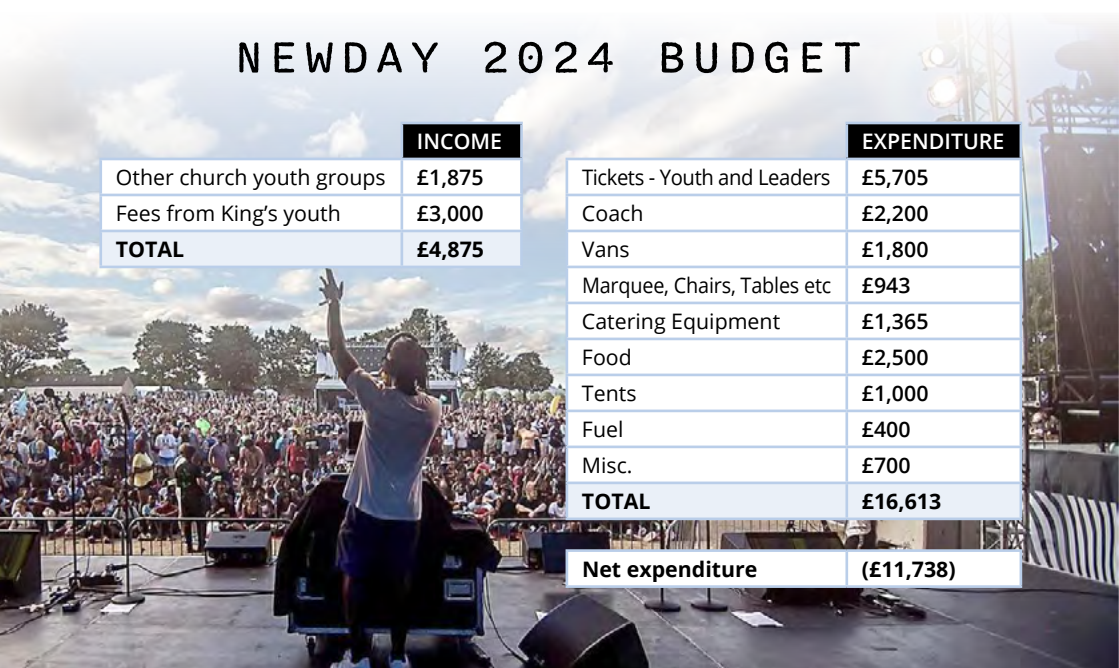 NEWDAY 2024 BUDGET
INCOME
Other church youth groups £1,875
Fees from King’s youth £3,000
TOTAL £4,875
EXPENDITURE
Tickets - Youth and Leaders £5,705
Coach £2,200
Vans £1,800
Marquee, Chairs, Tables etc £943
Catering Equipment £1,365
Food £2,500
Tents £1,000
Fuel £400
Misc. £700
TOTAL £16,613
Net expenditure (£11,738)